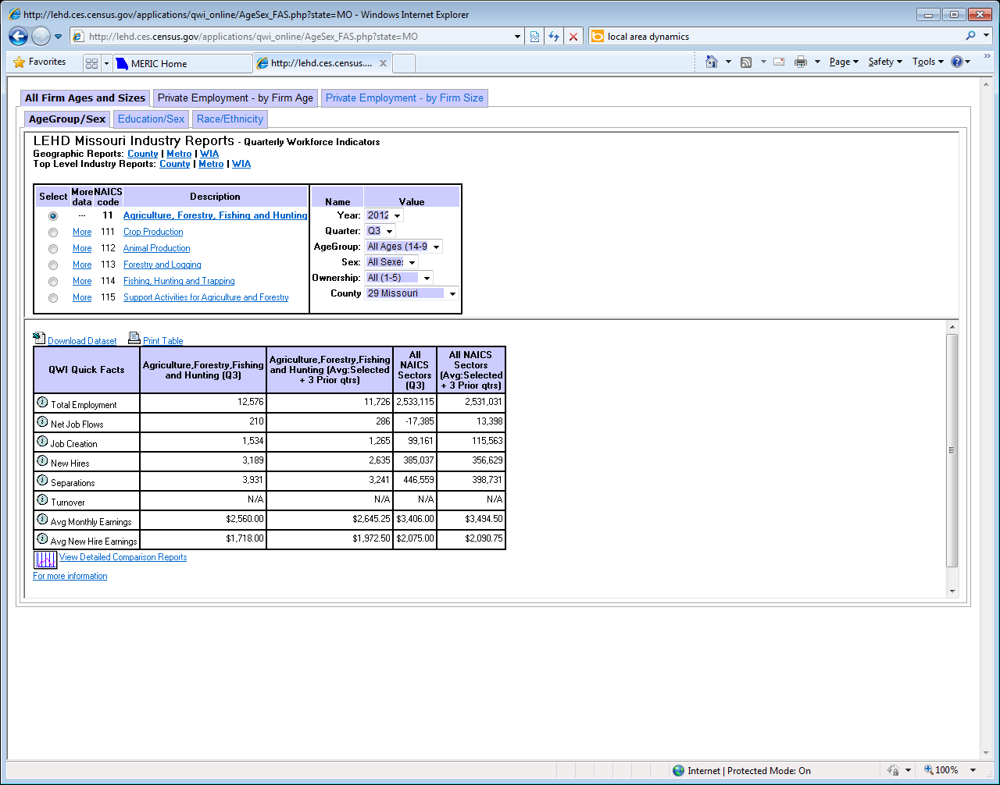 http://lehd.ces.census.gov/applications/qwi_online/AgeSex_FAS.php?state=MO - Windows Internet Explorer
http://lehd.ces.census.gov/applications/qwi_online/AgeSex_FAS.php?state=MO local area dynamics
Favorites MERIC Home http://lehd.ces.census.... Page Safety Tools
All Firm Ages and Sizes Private Employment - by Firm Age Private Employment - by Firm Size
AgeGroup/Sex Education/Sex Race/Ethnicity
LEHD Missouri Industry Reports - Quarterly Workforce Indicators
Geographic Reports: County | Metro | WIA
Top Level Industry Reports: County | Metro | WIA
Select More data NAICS code Description Name Value
--- 11 Agriculture, Forestry, Fishing and Hunting Year: 2012
More 111 Crop Production Quarter: Q3
More 112 Animal Production AgeGroup: All Ages (14-9
More 113 Forestry and Logging Sex: All Sexes
More 114 Fishing, Hunting and Trapping Ownership: All (1-5)
More 115 Support Activities for Agriculture and Forestry County 29 Missouri
Download Dataset Print Table
QWI Quick Facts Agriculture,Forestry,Fishing and Hunting (Q3) Agriculture,Forestry,Fishing and Hunting (Avg:Selected + 3 Prior qtrs) All NAICS Sectors (Q3) All NAICS Sectors (Avg:Selected + 3 Prior qtrs)
Total Employment 12,576 11,726 2,533,115 2,531,031
Net Job Flows 210 286 -17,385 13,398
Job Creation 1,534 1,265 99,161 115,563
New Hires 3,189 2,635 385,037 356,629
Separations 3,931 3,241 446,559 398,731
Turnover N/A N/A N/A N/A
Avg Monthly Earnings $2,560.00 $2,645.25 $3,406.00 $3,494.50
Avg New Hire Earnings $1,718.00 $1,972.50 $2,075.00 $2,090.75
View Detailed Comparison Reports
For more information
Internet | Protected Mode: On 100%